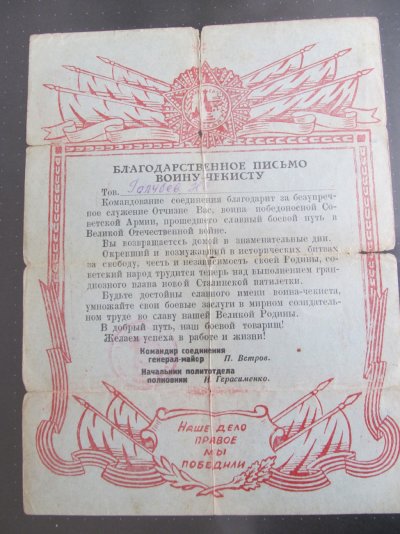 БЛАГОДАРСТВЕННОЕ ПИСЬМО
ВОИНУ-ЧЕКИСТУ
Тов.
Командование соединения благодарит за безупреч-
ное служение Отчизне Вас, воина победоносной Со-
ветской Армии, прошедшего славный боевой путь в
Великой Отечественной войне.
Вы возвращаетесь домой в знаменательные дни.
Окрепший и возмужавший в исторических битвах
за свободу, честь и независимость своей Родины, со-
ветский народ трудится теперь над выполнением гран-
диозного плана новой Сталинской пятилетки.
Будьте достойны славного имени воина-чекиста,
умножайте свои боевые заслуги в мирном созидатель-
ном труде во славу нашей Великой Родины.
В добрый путь, наш боевой товарищ!
Желаем успеха в работе и жизни!
Командир соединения
генерал-майор П. Ветров.
Начальник политотдела
полковник И. Герасименко.
НАШЕ ДЕЛО
ПРАВОЕ
МЫ
ПОБЕДИЛИ